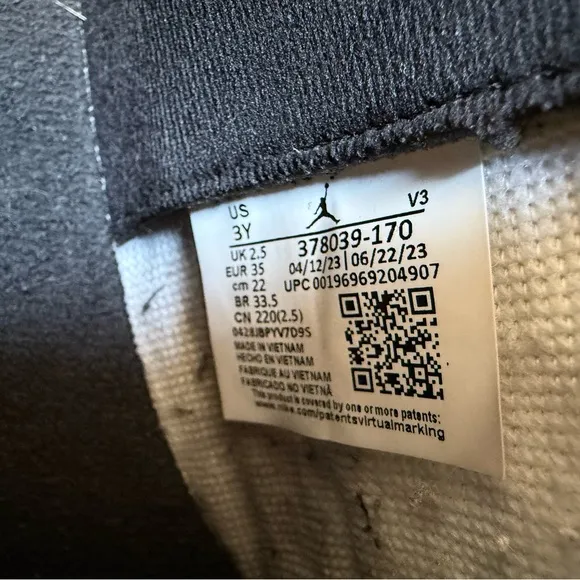 US
V3
3Y
UK 2.5
378039-170
EUR 35
04/12/23 | 06/22/23
cm 22
UPC 00196969204907
BR 33.5
CN 220(2.5)
0428JBPYV7D9S
MADE IN VIETNAM
HECHO EN VIETNAM
FABRIQUE AU VIETNAM
FABRICADO NO VIETNÃ
This product is covered by one or more patents:
www.nike.com/patentsvirtualmarking